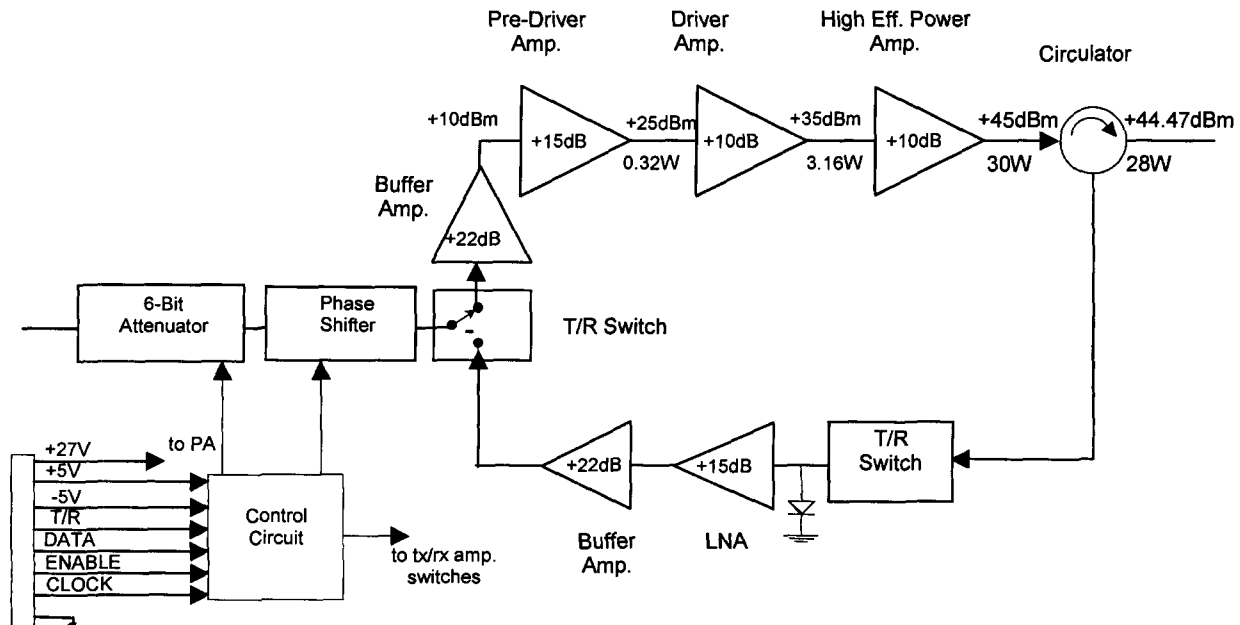 Pre-Driver
Amp.
Driver
Amp.
High Eff. Power
Amp.
Circulator
+10dBm
+15dB
+25dBm
0.32W
+10dB
+35dBm
3.16W
+10dB
+45dBm
30W
+44.47dBm
28W
Buffer
Amp.
+22dB
6-Bit
Attenuator
Phase
Shifter
T/R Switch
T/R
Switch
+22dB
+15dB
Buffer
Amp.
LNA
+27V
to PA
+5V
-5V
T/R
DATA
ENABLE
CLOCK
Control
Circuit
to tx/rx amp.
switches